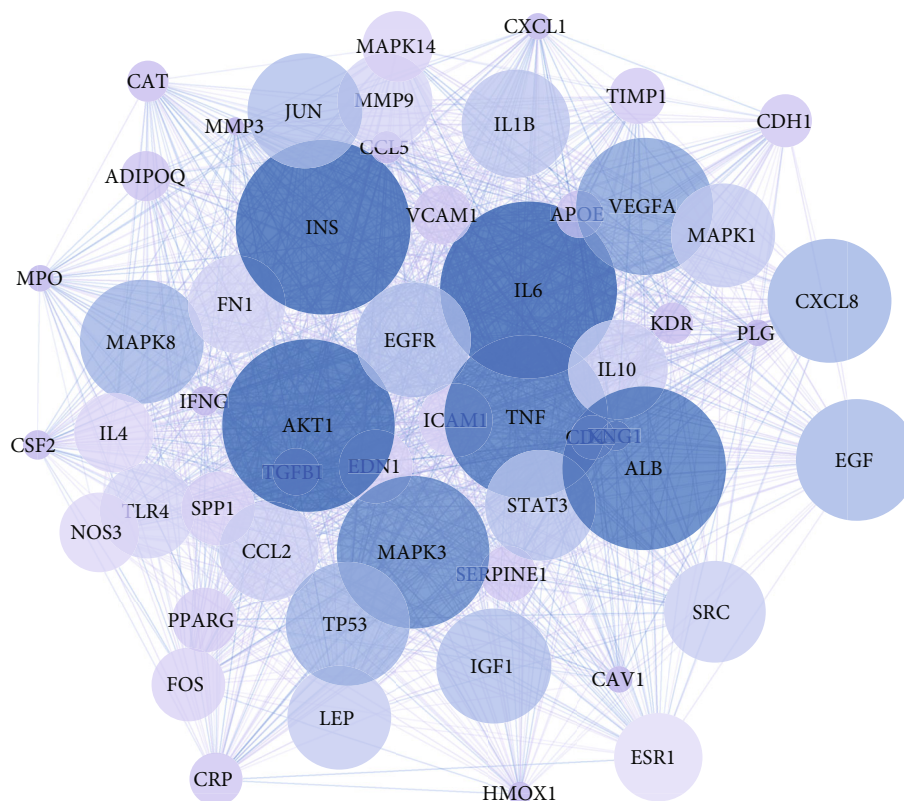 CXCL1
MAPK14
CAT
TIMP1
MMP9
JUN
IL1B
CDH1
MMP3
CCL5
ADIPOQ
VEGFA
APOE
VCAM1
INS
MAPK1
MPO
IL6
CXCL8
FN1
KDR
PLG
EGFR
MAPK8
IL10
IFNG
ICAM1
TNF
AKT1
IL4
KNG1
CSF2
EGF
ALB
EDN1
TGFB1
STAT3
SPP1
TLR4
NOS3
CCL2
MAPK3
SERPINE1
SRC
PPARG
TP53
IGF1
CAV1
FOS
LEP
ESR1
CRP
HMOX1